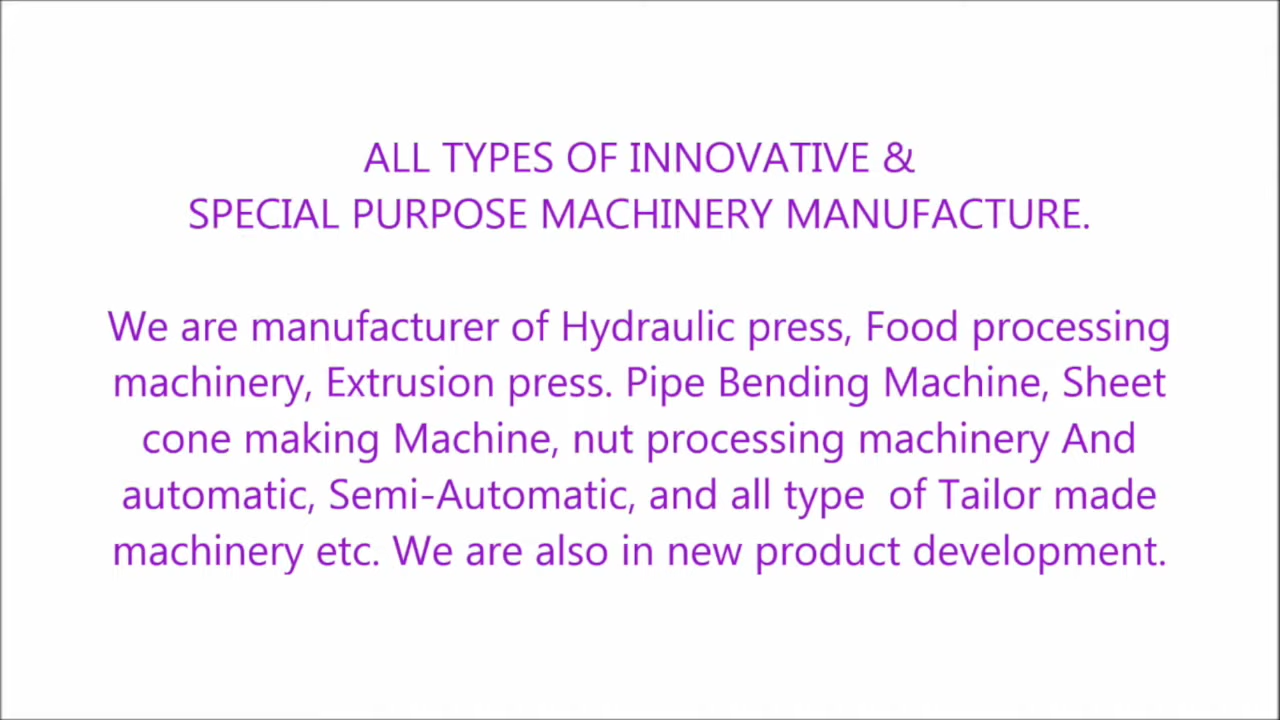 ALL TYPES OF INNOVATIVE &
SPECIAL PURPOSE MACHINERY MANUFACTURE.
We are manufacturer of Hydraulic press, Food processing
machinery, Extrusion press. Pipe Bending Machine, Sheet
cone making Machine, nut processing machinery And
automatic, Semi-Automatic, and all type  of Tailor made
machinery etc. We are also in new product development.